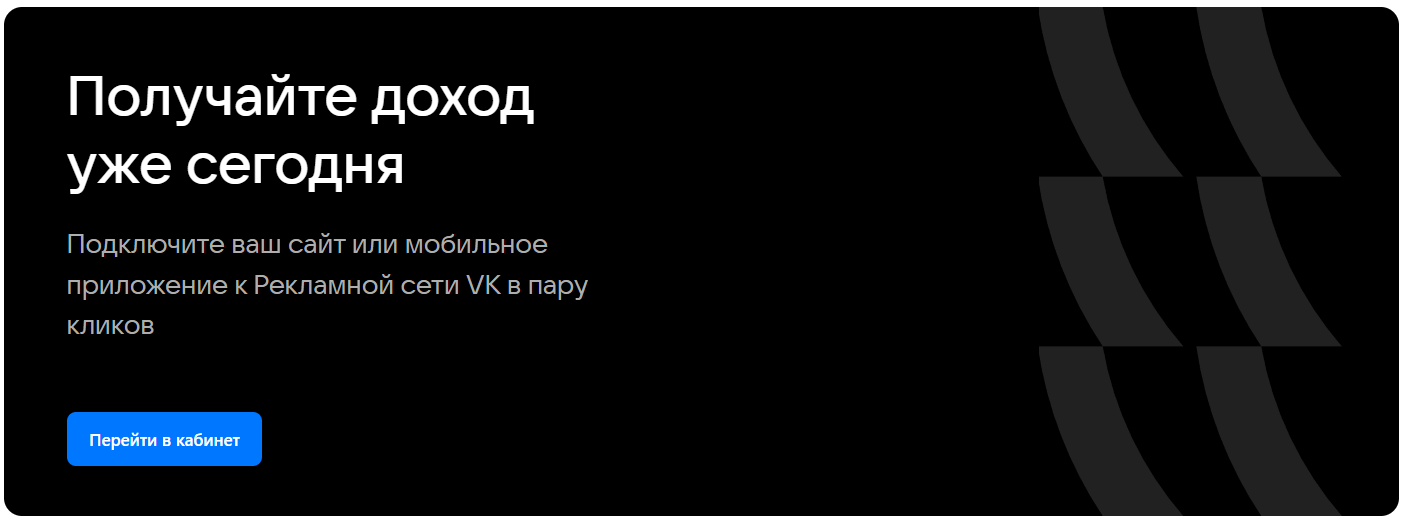 Получайте доход
уже сегодня
Подключите ваш сайт или мобильное
приложение к Рекламной сети VK в пару
кликов
Перейти в кабинет